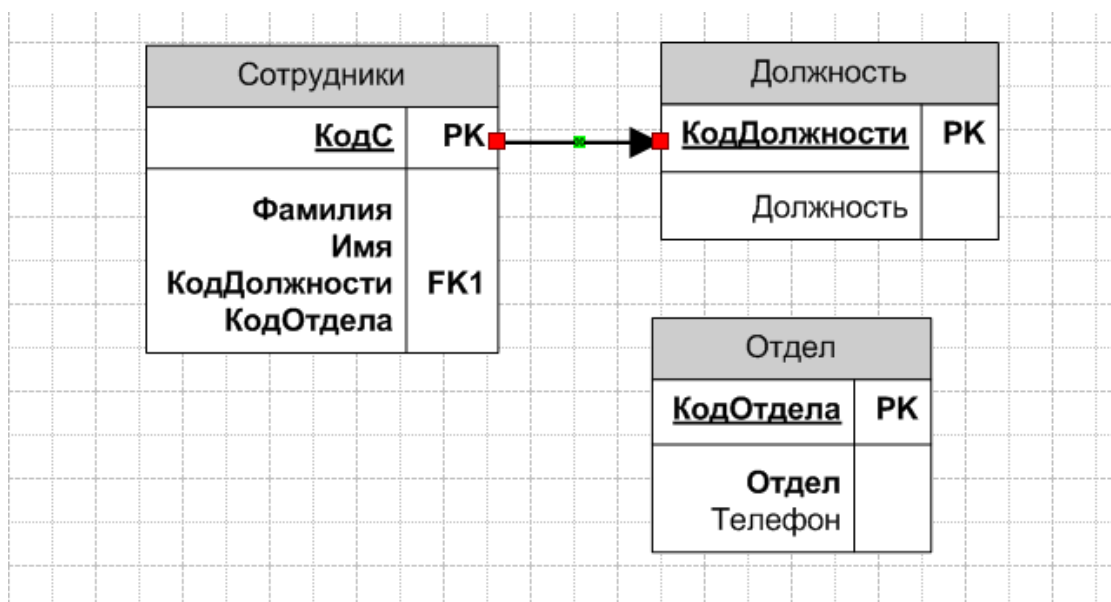 Сотрудники
КодС PK
Фамилия
Имя
КодДолжности FK1
КодОтдела
Должность
КодДолжности PK
Должность
Отдел
КодОтдела PK
Отдел
Телефон